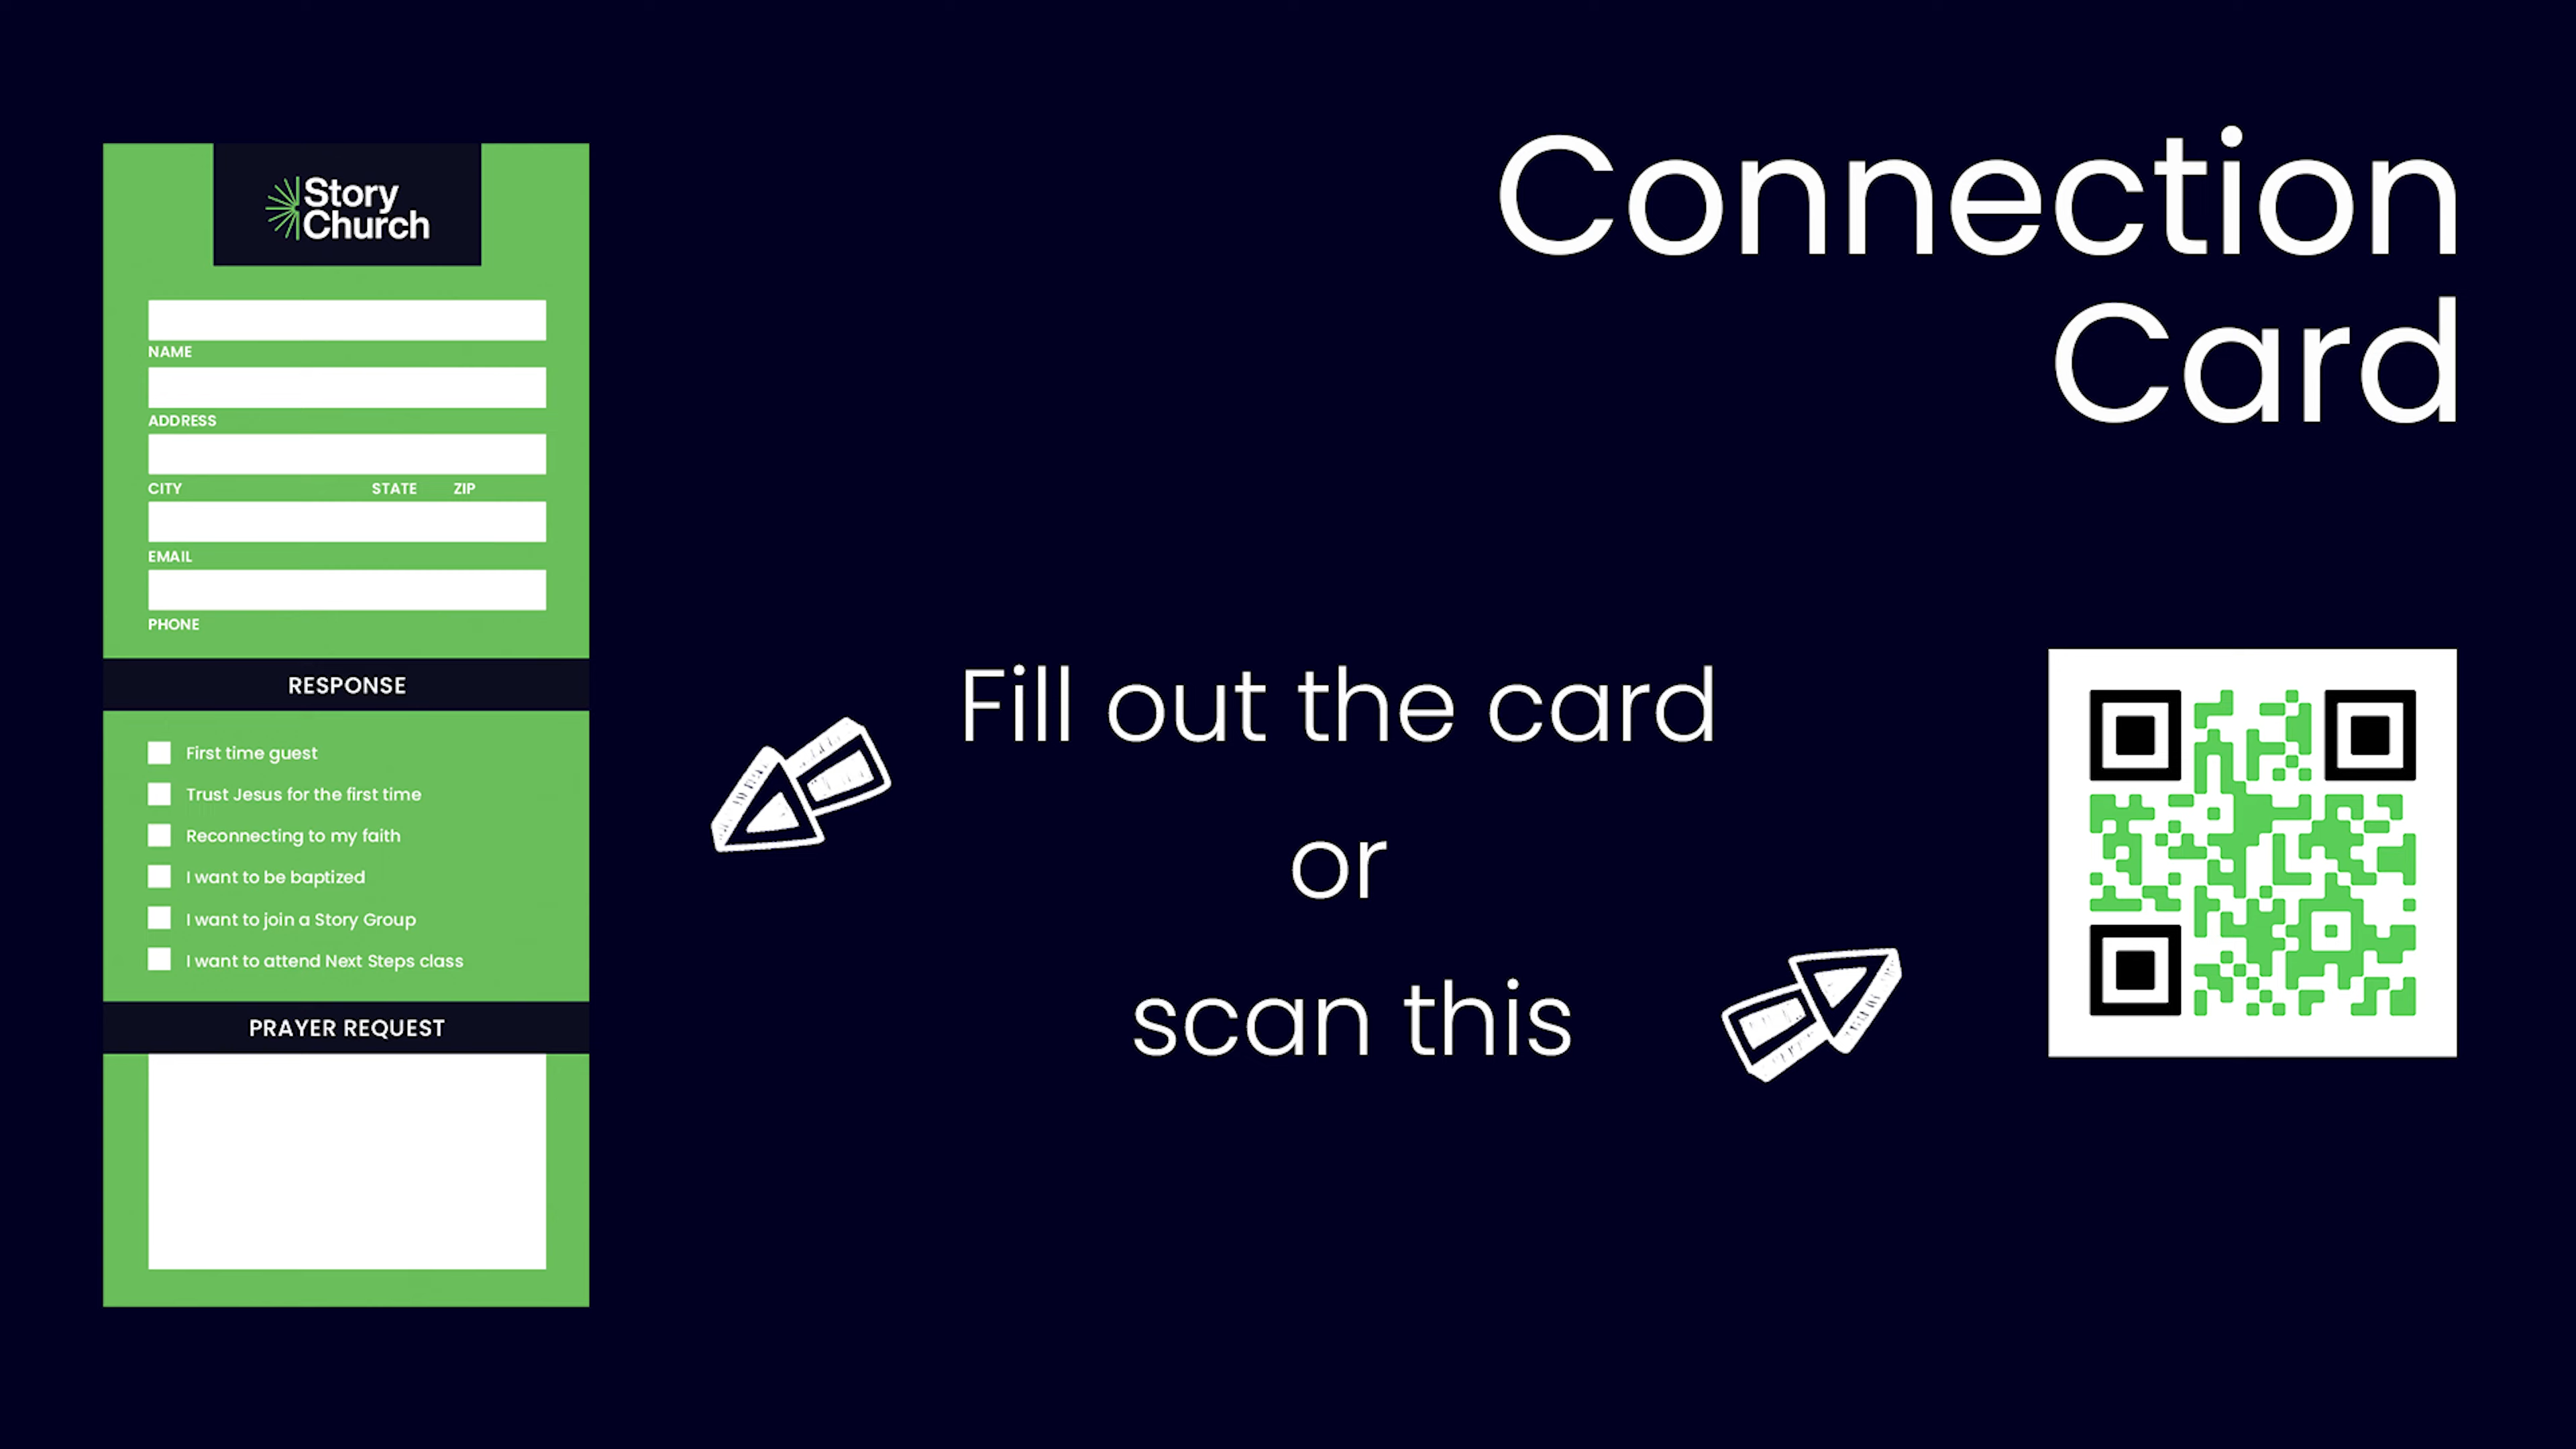 Story
Church
NAME
ADDRESS
CITY STATE ZIP
EMAIL
PHONE
RESPONSE
First time guest
Trust Jesus for the first time
Reconnecting to my faith
I want to be baptized
I want to join a Story Group
I want to attend Next Steps class
PRAYER REQUEST
Connection
Card
Fill out the card
or
scan this